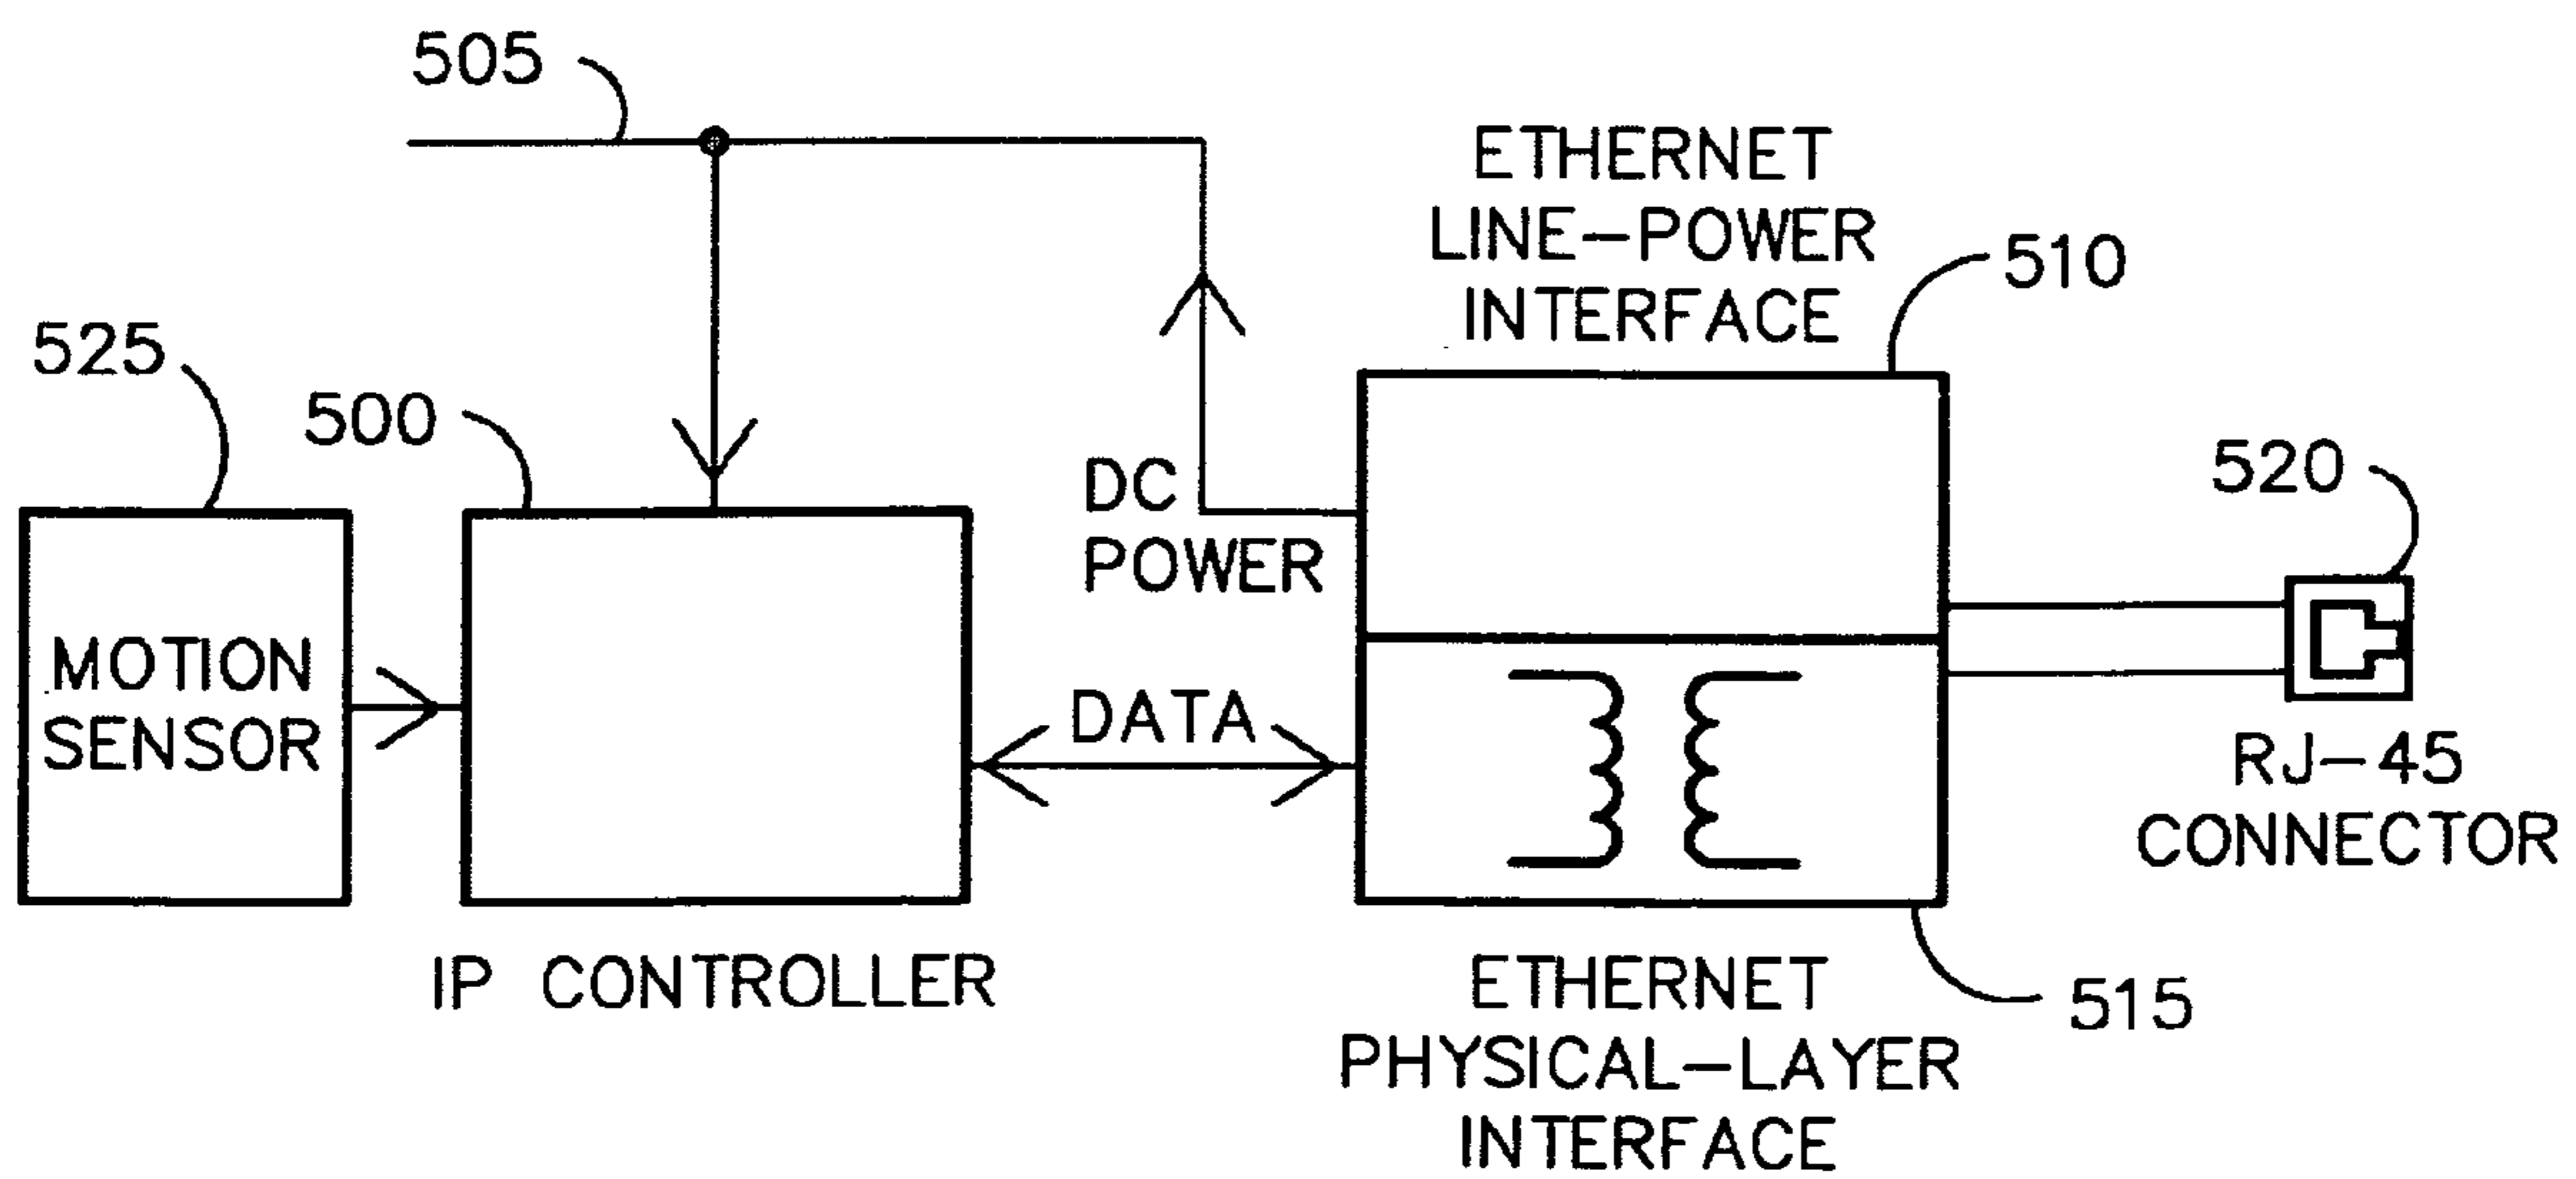 505
ETHERNET
LINE-POWER
INTERFACE
510
525
500
520
DC
POWER
MOTION
SENSOR
DATA
RJ-45
CONNECTOR
IP CONTROLLER
ETHERNET
PHYSICAL-LAYER
INTERFACE
515